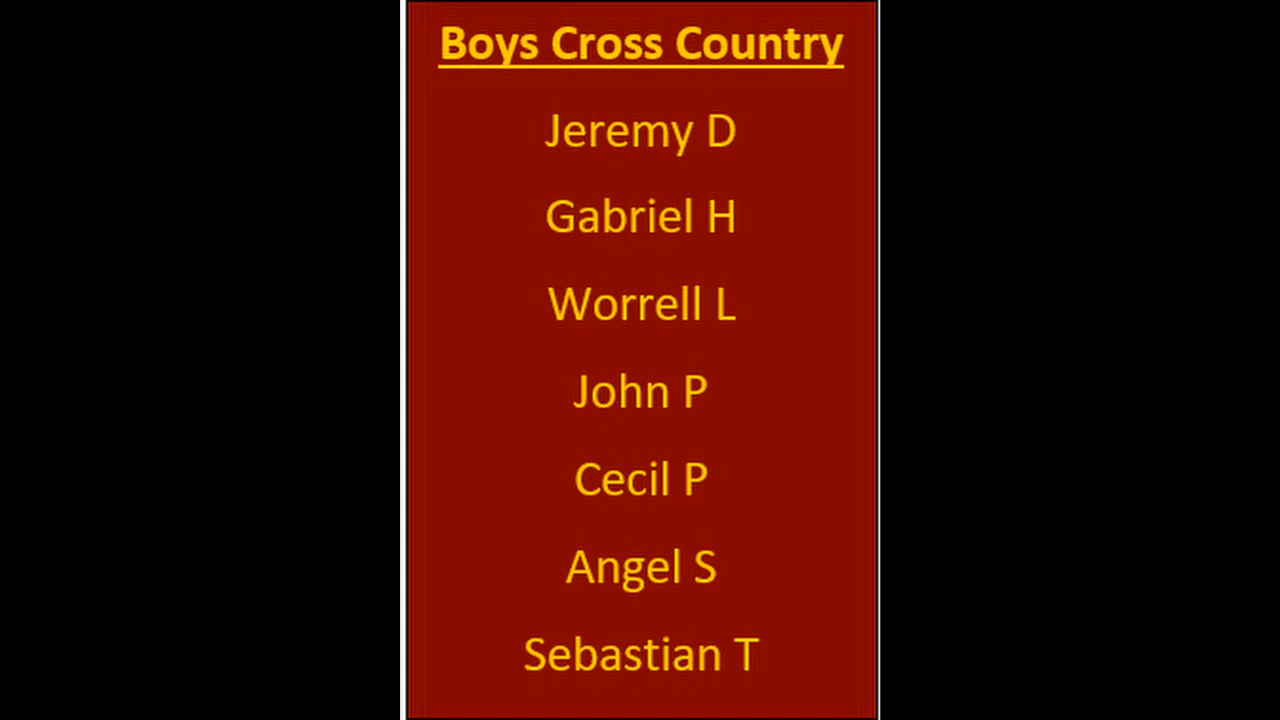 Boys Cross Country
Jeremy D
Gabriel H
Worrell L
John P
Cecil P
Angel S
Sebastian T